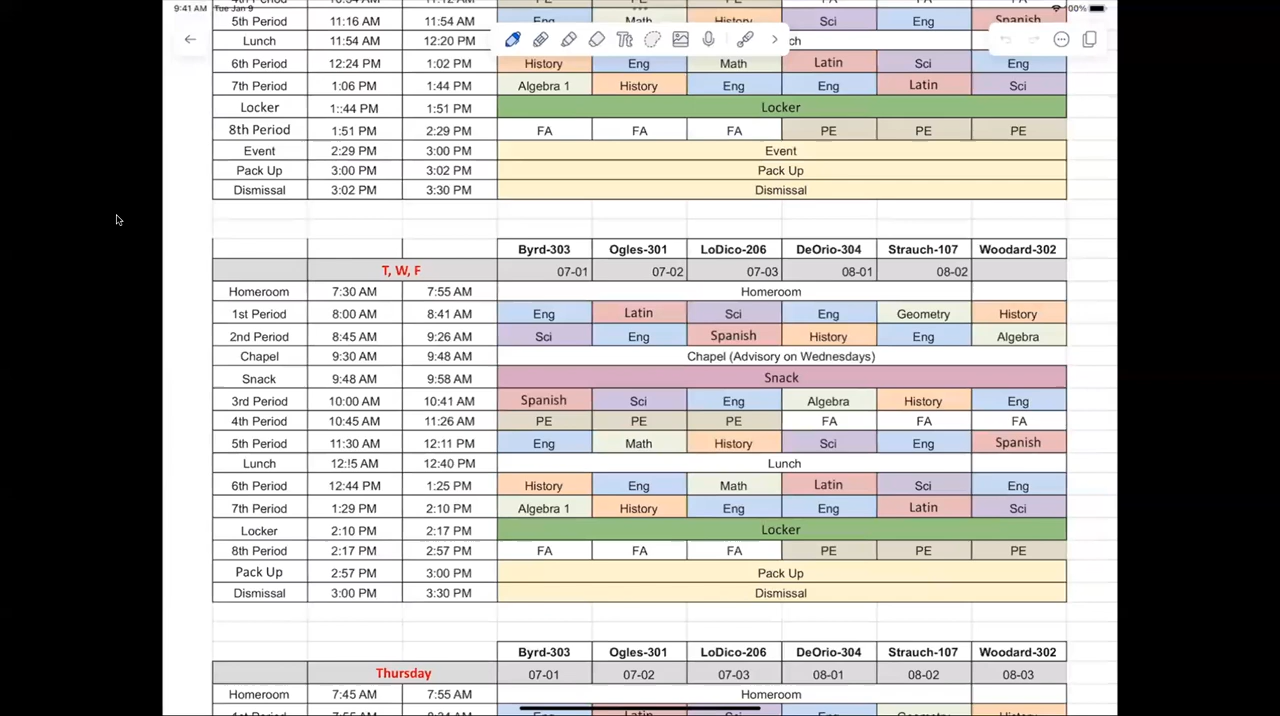 9:41 AM Tue Jan 9
5th Period 11:16 AM 11:54 AM Eng Math History Sci Eng Spanish
Lunch 11:54 AM 12:20 PM
6th Period 12:24 PM 1:02 PM History Eng Math Latin Sci Eng
7th Period 1:06 PM 1:44 PM Algebra 1 History Eng Eng Latin Sci
Locker 1::44 PM 1:51 PM Locker
8th Period 1:51 PM 2:29 PM FA FA FA PE PE PE
Event 2:29 PM 3:00 PM Event
Pack Up 3:00 PM 3:02 PM Pack Up
Dismissal 3:02 PM 3:30 PM Dismissal
Byrd-303 Ogles-301 LoDico-206 DeOrio-304 Strauch-107 Woodard-302
T, W, F 07-01 07-02 07-03 08-01 08-02
Homeroom 7:30 AM 7:55 AM Homeroom
1st Period 8:00 AM 8:41 AM Eng Latin Sci Eng Geometry History
2nd Period 8:45 AM 9:26 AM Sci Eng Spanish History Eng Algebra
Chapel 9:30 AM 9:48 AM Chapel (Advisory on Wednesdays)
Snack 9:48 AM 9:58 AM Snack
3rd Period 10:00 AM 10:41 AM Spanish Sci Eng Algebra History Eng
4th Period 10:45 AM 11:26 AM PE PE PE FA FA FA
5th Period 11:30 AM 12:11 PM Eng Math History Sci Eng Spanish
Lunch 12:!5 AM 12:40 PM Lunch
6th Period 12:44 PM 1:25 PM History Eng Math Latin Sci Eng
7th Period 1:29 PM 2:10 PM Algebra 1 History Eng Eng Latin Sci
Locker 2:10 PM 2:17 PM Locker
8th Period 2:17 PM 2:57 PM FA FA FA PE PE PE
Pack Up 2:57 PM 3:00 PM Pack Up
Dismissal 3:00 PM 3:30 PM Dismissal
Byrd-303 Ogles-301 LoDico-206 DeOrio-304 Strauch-107 Woodard-302
Thursday 07-01 07-02 07-03 08-01 08-02 08-03
Homeroom 7:45 AM 7:55 AM Homeroom